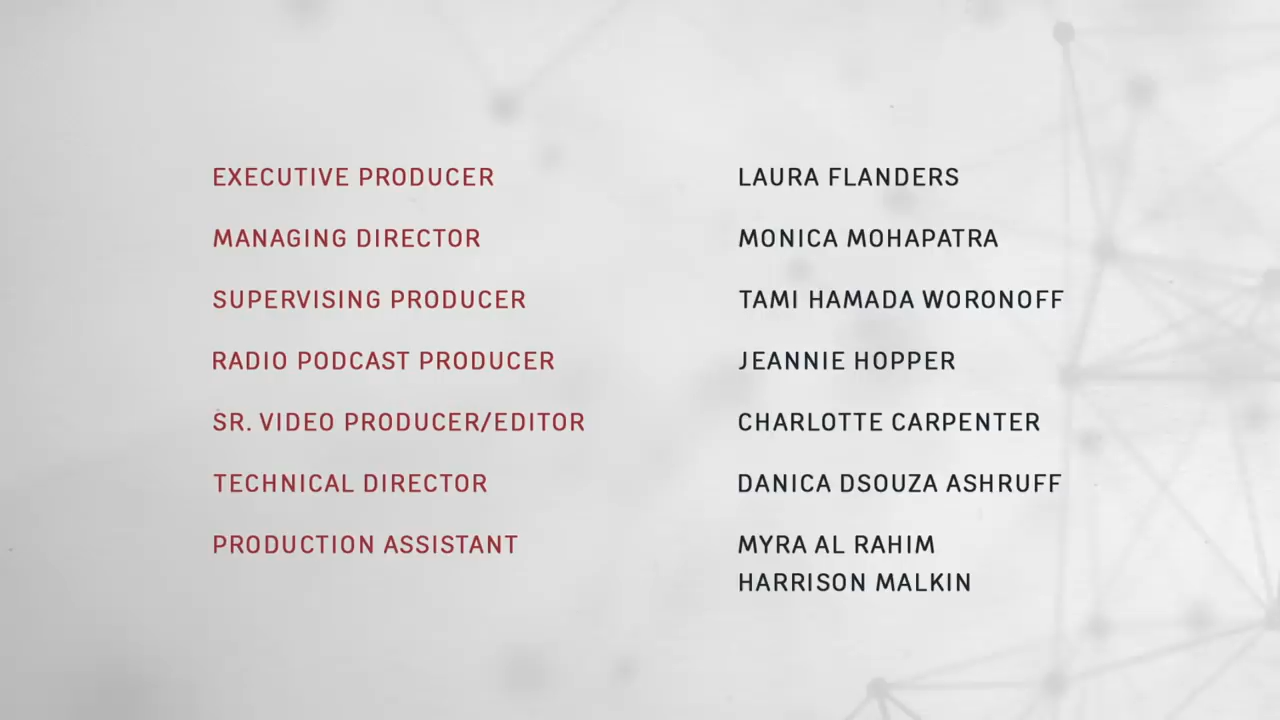 EXECUTIVE PRODUCER LAURA FLANDERS
MANAGING DIRECTOR MONICA MOHAPATRA
SUPERVISING PRODUCER TAMI HAMADA WORONOFF
RADIO PODCAST PRODUCER JEANNIE HOPPER
SR. VIDEO PRODUCER/EDITOR CHARLOTTE CARPENTER
TECHNICAL DIRECTOR DANICA DSOUZA ASHRUFF
PRODUCTION ASSISTANT MYRA AL RAHIM
HARRISON MALKIN